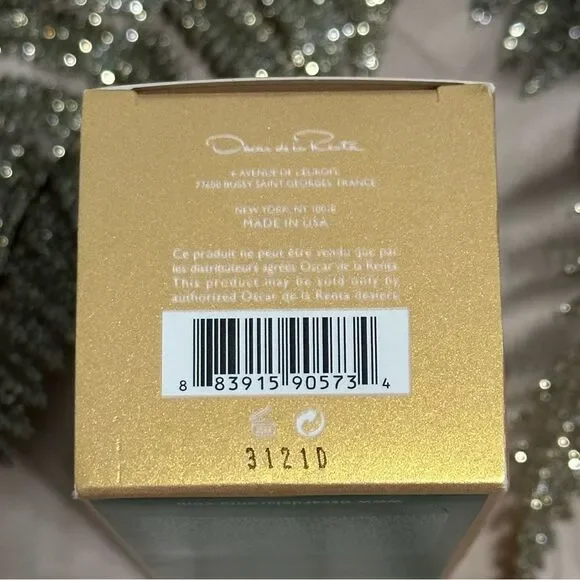 Oscar de la Renta
4 AVENUE DE L'EUROPE
77600 BUSSY SAINT-GEORGES, FRANCE
NEW YORK, NY 10018
MADE IN USA
Ce produit ne peut être vendu que par
les distributeurs agréés Oscar de la Renta
This product may be sold only by
authorized Oscar de la Renta dealers
8 83915 90573 4
3121D